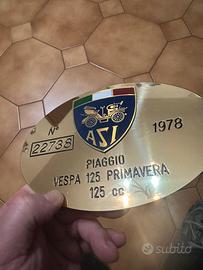 N°
22738
ASI
1978
PIAGGIO
VESPA 125 PRIMAVERA
125 cc
subito